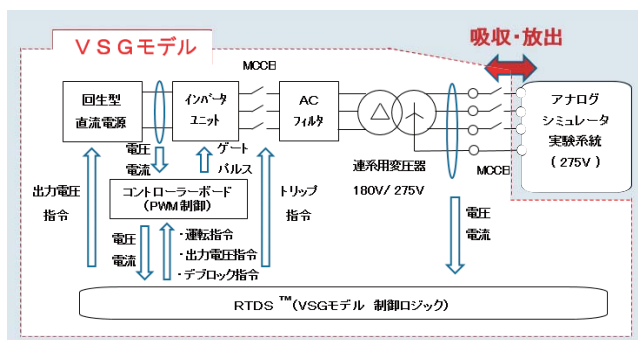 吸収・放出
VSGモデル
MCCB
回生型
直流電源
インバータ
ユニット
AC
フィルタ
アナログ
シミュレータ
実験系統
(275V)
電圧
電流
ゲート
パルス
連系用変圧器
180V/275V
MCCB
出力電圧
指令
コントローラーボード
(PWM制御)
トリップ
指令
電圧
電流
・運転指令
・出力電圧指令
・デブロック指令
電圧
電流
RTDS™(VSGモデル 制御ロジック)